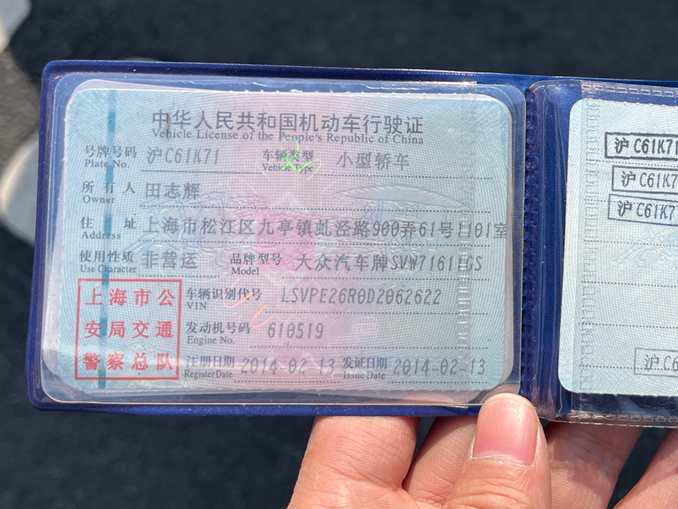 中华人民共和国机动车行驶证
Vehicle License of the People's Republic of China
号牌号码 沪C61K71 车辆类型 小型轿车
Plate No. Vehicle Type
所有人 田志辉
Owner
住址 上海市松江区九亭镇虬泾路900弄61号1101室
Address
使用性质 非营运 品牌型号 大众汽车牌SVW71611GS
Use Character Model
上海市公
安局交通
警察总队
车辆识别代号 LSVPE26R0D2062622
VIN
发动机号码 610519
Engine No.
注册日期 2014-02-13 发证日期 2014-02-13
Register Date Issue Date
沪C61K71
沪C61K7
沪C61K7
沪C6